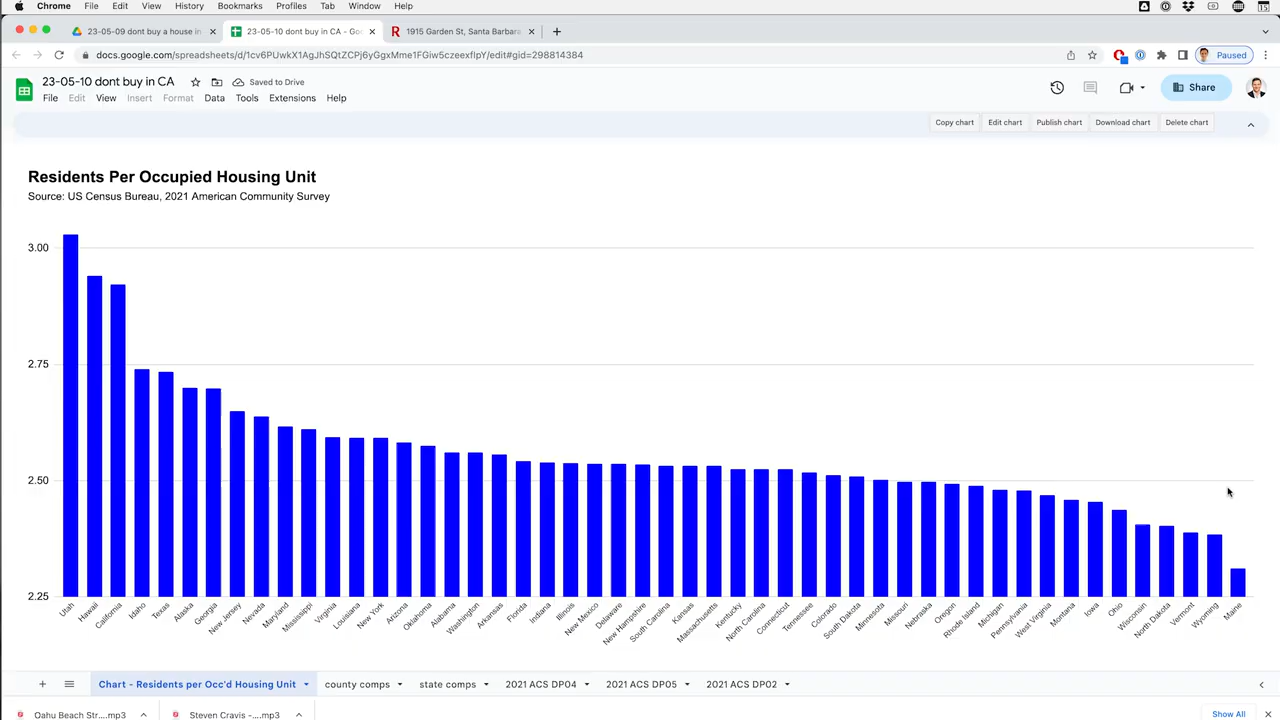 Chrome File Edit View History Bookmarks Profiles Tab Window Help
23-05-09 dont buy a house in
23-05-10 dont buy in CA - Goo
1915 Garden St, Santa Barbara
docs.google.com/spreadsheets/d/1cv6PUwkX1AgJhSQtZCPj6yGgxMme1FGiw5czeexflpY/edit#gid=298814384
Paused
23-05-10 dont buy in CA
Saved to Drive
File Edit View Insert Format Data Tools Extensions Help
Share
Copy chart Edit chart Publish chart Download chart Delete chart
Residents Per Occupied Housing Unit
Source: US Census Bureau, 2021 American Community Survey
3.00
2.75
2.50
2.25
Utah Hawaii California Idaho Texas Alaska Georgia New Jersey Nevada Maryland Mississippi Virginia Louisiana New York Arizona Oklahoma Alabama Washington Arkansas Florida Indiana Illinois New Mexico Delaware New Hampshire South Carolina Kansas Massachusetts Kentucky North Carolina Connecticut Tennessee Colorado South Dakota Minnesota Missouri Nebraska Oregon Rhode Island Michigan Pennsylvania West Virginia Montana Iowa Ohio Wisconsin North Dakota Vermont Wyoming Maine
Chart - Residents per Occ'd Housing Unit county comps state comps 2021 ACS DP04 2021 ACS DP05 2021 ACS DP02
Oahu Beach Str....mp3 Steven Cravis -....mp3 Show All